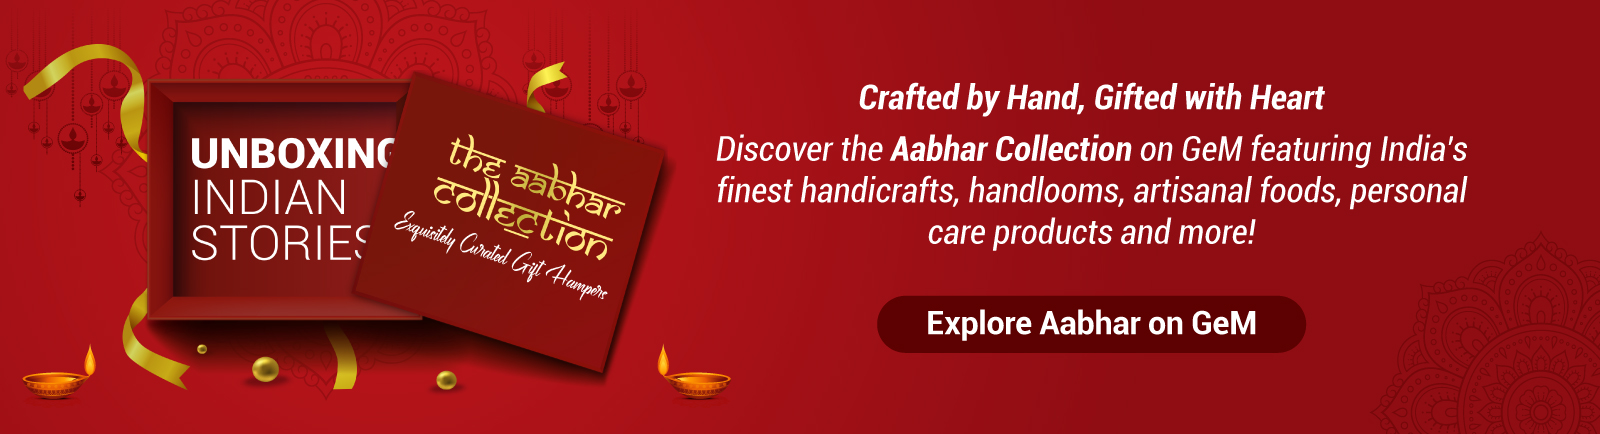 UNBOXING
INDIAN
STORIES
the aabhar
collection
Exquisitely Curated Gift Hampers
Crafted by Hand, Gifted with Heart
Discover the Aabhar Collection on GeM featuring India's
finest handicrafts, handlooms, artisanal foods, personal
care products and more!
Explore Aabhar on GeM